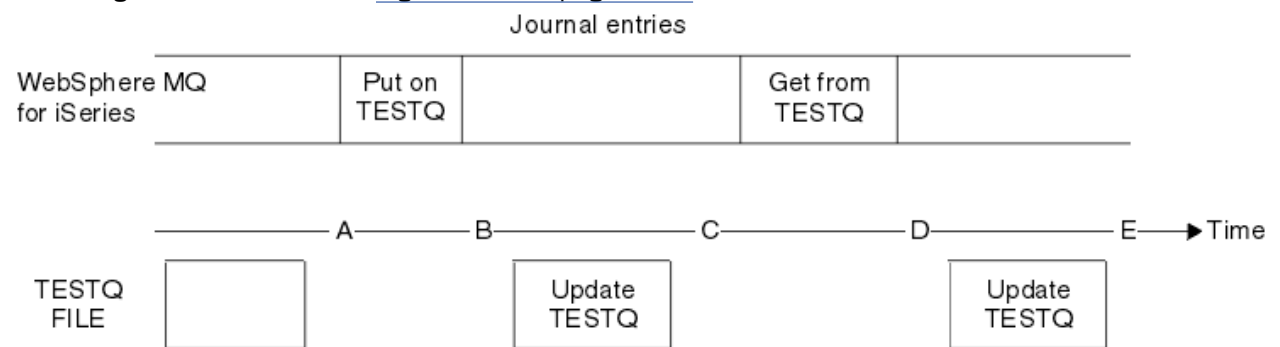 Journal entries
WebSphere MQ
for iSeries
Put on
TESTQ
Get from
TESTQ
A
B
C
D
E
Time
TESTQ
FILE
Update
TESTQ
Update
TESTQ